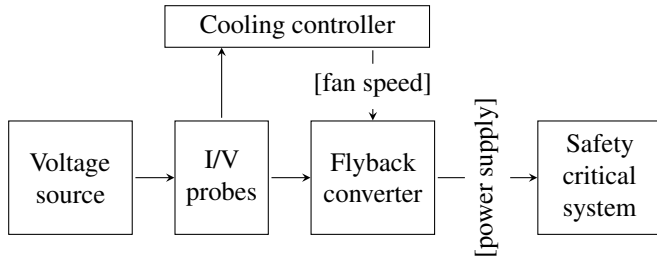 Cooling controller
[fan speed]
Voltage
source
I/V
probes
Flyback
converter
[power supply]
Safety
critical
system